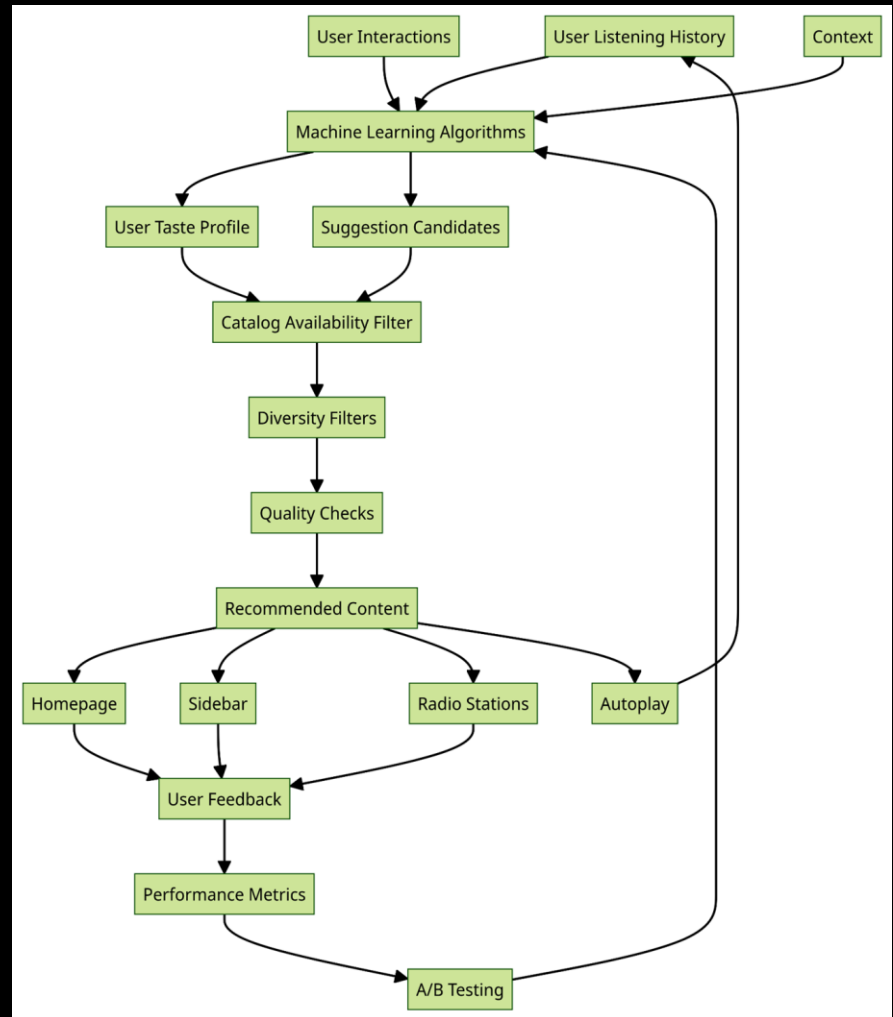 User Interactions
User Listening History
Context
Machine Learning Algorithms
User Taste Profile
Suggestion Candidates
Catalog Availability Filter
Diversity Filters
Quality Checks
Recommended Content
Homepage
Sidebar
Radio Stations
Autoplay
User Feedback
Performance Metrics
A/B Testing